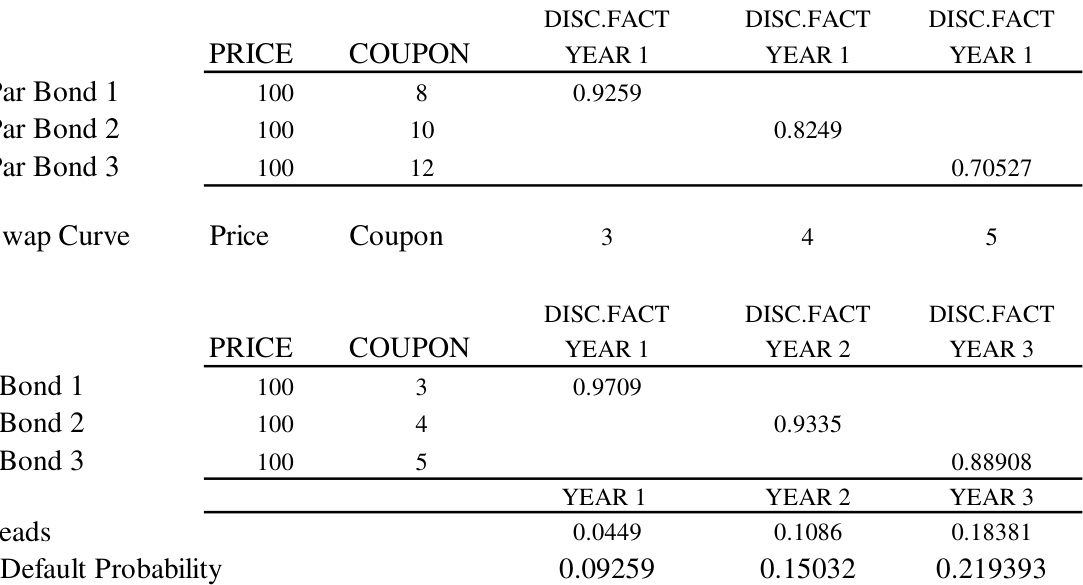 DISC.FACT DISC.FACT DISC.FACT
PRICE COUPON YEAR 1 YEAR 1 YEAR 1
Par Bond 1 100 8 0.9259
Par Bond 2 100 10 0.8249
Par Bond 3 100 12 0.70527
wap Curve Price Coupon 3 4 5
DISC.FACT DISC.FACT DISC.FACT
PRICE COUPON YEAR 1 YEAR 2 YEAR 3
Bond 1 100 3 0.9709
Bond 2 100 4 0.9335
Bond 3 100 5 0.88908
YEAR 1 YEAR 2 YEAR 3
eads 0.0449 0.1086 0.18381
Default Probability 0.09259 0.15032 0.219393